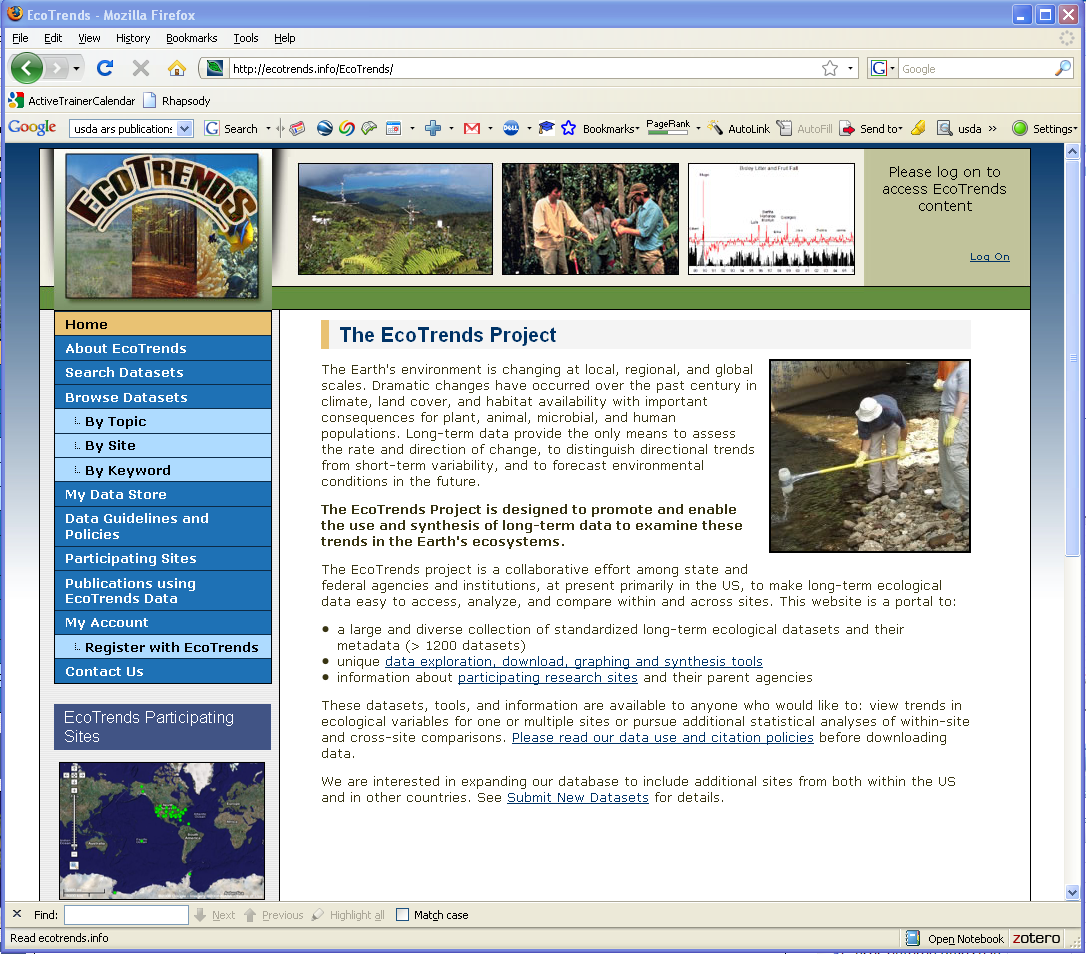 EcoTrends - Mozilla Firefox
File Edit View History Bookmarks Tools Help
http://ecotrends.info/EcoTrends/
G Google
ActiveTrainerCalendar Rhapsody
Google usda ars publications G Search Bookmarks PageRank AutoLink AutoFill Send to usda » Settings
ECOTRENDS
Please log on to
access EcoTrends
content
Log On
Home
About EcoTrends
Search Datasets
Browse Datasets
By Topic
By Site
By Keyword
My Data Store
Data Guidelines and
Policies
Participating Sites
Publications using
EcoTrends Data
My Account
Register with EcoTrends
Contact Us
EcoTrends Participating
Sites
The EcoTrends Project
The Earth's environment is changing at local, regional, and global
scales. Dramatic changes have occurred over the past century in
climate, land cover, and habitat availability with important
consequences for plant, animal, microbial, and human
populations. Long-term data provide the only means to assess
the rate and direction of change, to distinguish directional trends
from short-term variability, and to forecast environmental
conditions in the future.
The EcoTrends Project is designed to promote and enable
the use and synthesis of long-term data to examine these
trends in the Earth's ecosystems.
The EcoTrends project is a collaborative effort among state and
federal agencies and institutions, at present primarily in the US, to make long-term ecological
data easy to access, analyze, and compare within and across sites. This website is a portal to:
• a large and diverse collection of standardized long-term ecological datasets and their
metadata (> 1200 datasets)
• unique data exploration, download, graphing and synthesis tools
• information about participating research sites and their parent agencies
These datasets, tools, and information are available to anyone who would like to: view trends in
ecological variables for one or multiple sites or pursue additional statistical analyses of within-site
and cross-site comparisons. Please read our data use and citation policies before downloading
data.
We are interested in expanding our database to include additional sites from both within the US
and in other countries. See Submit New Datasets for details.
Find: Next Previous Highlight all Match case
Read ecotrends.info
Open Notebook zotero